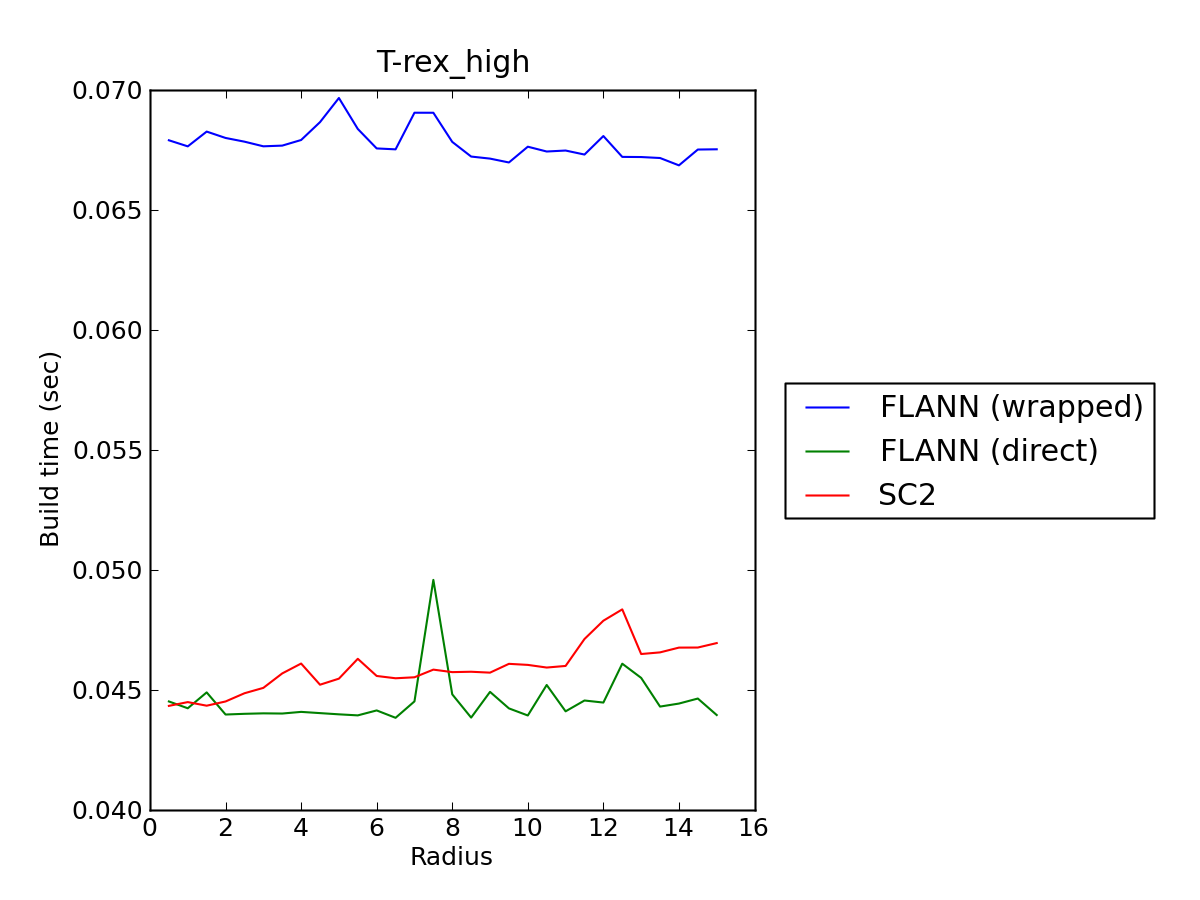 T-rex_high
0.070
0.065
0.060
0.055
0.050
0.045
0.040
Build time (sec)
0 2 4 6 8 10 12 14 16
Radius
FLANN (wrapped)
FLANN (direct)
SC2